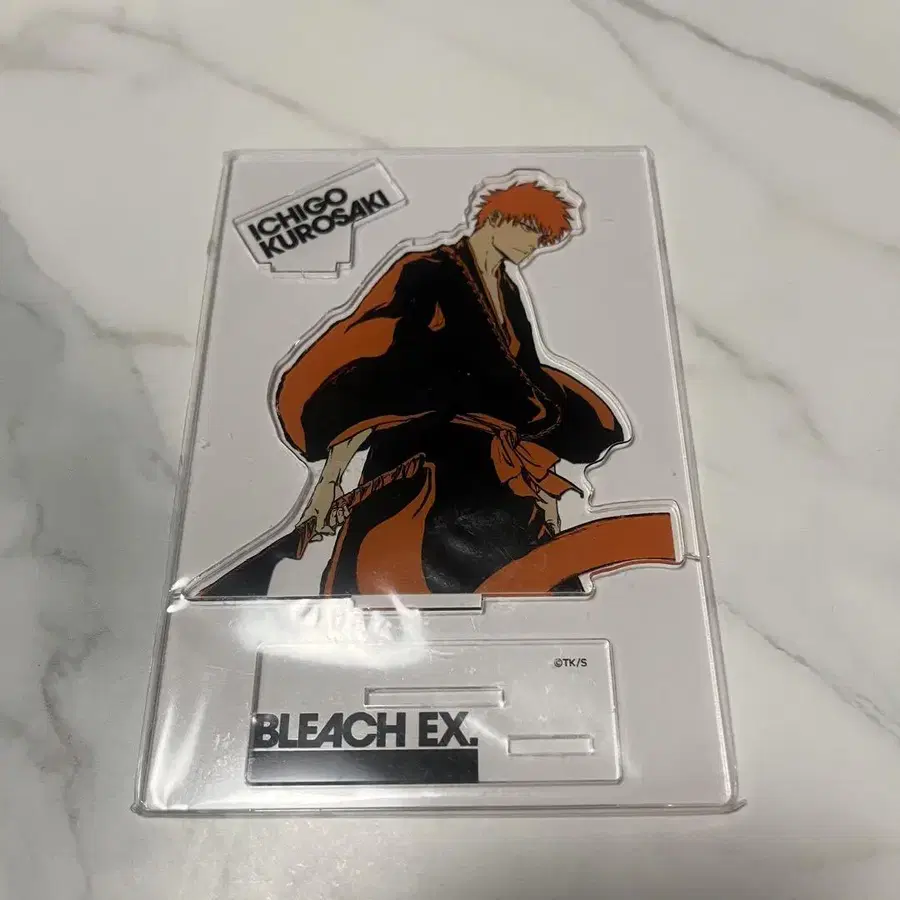 ICHIGO
KUROSAKI
©TK/S
BLEACH EX.